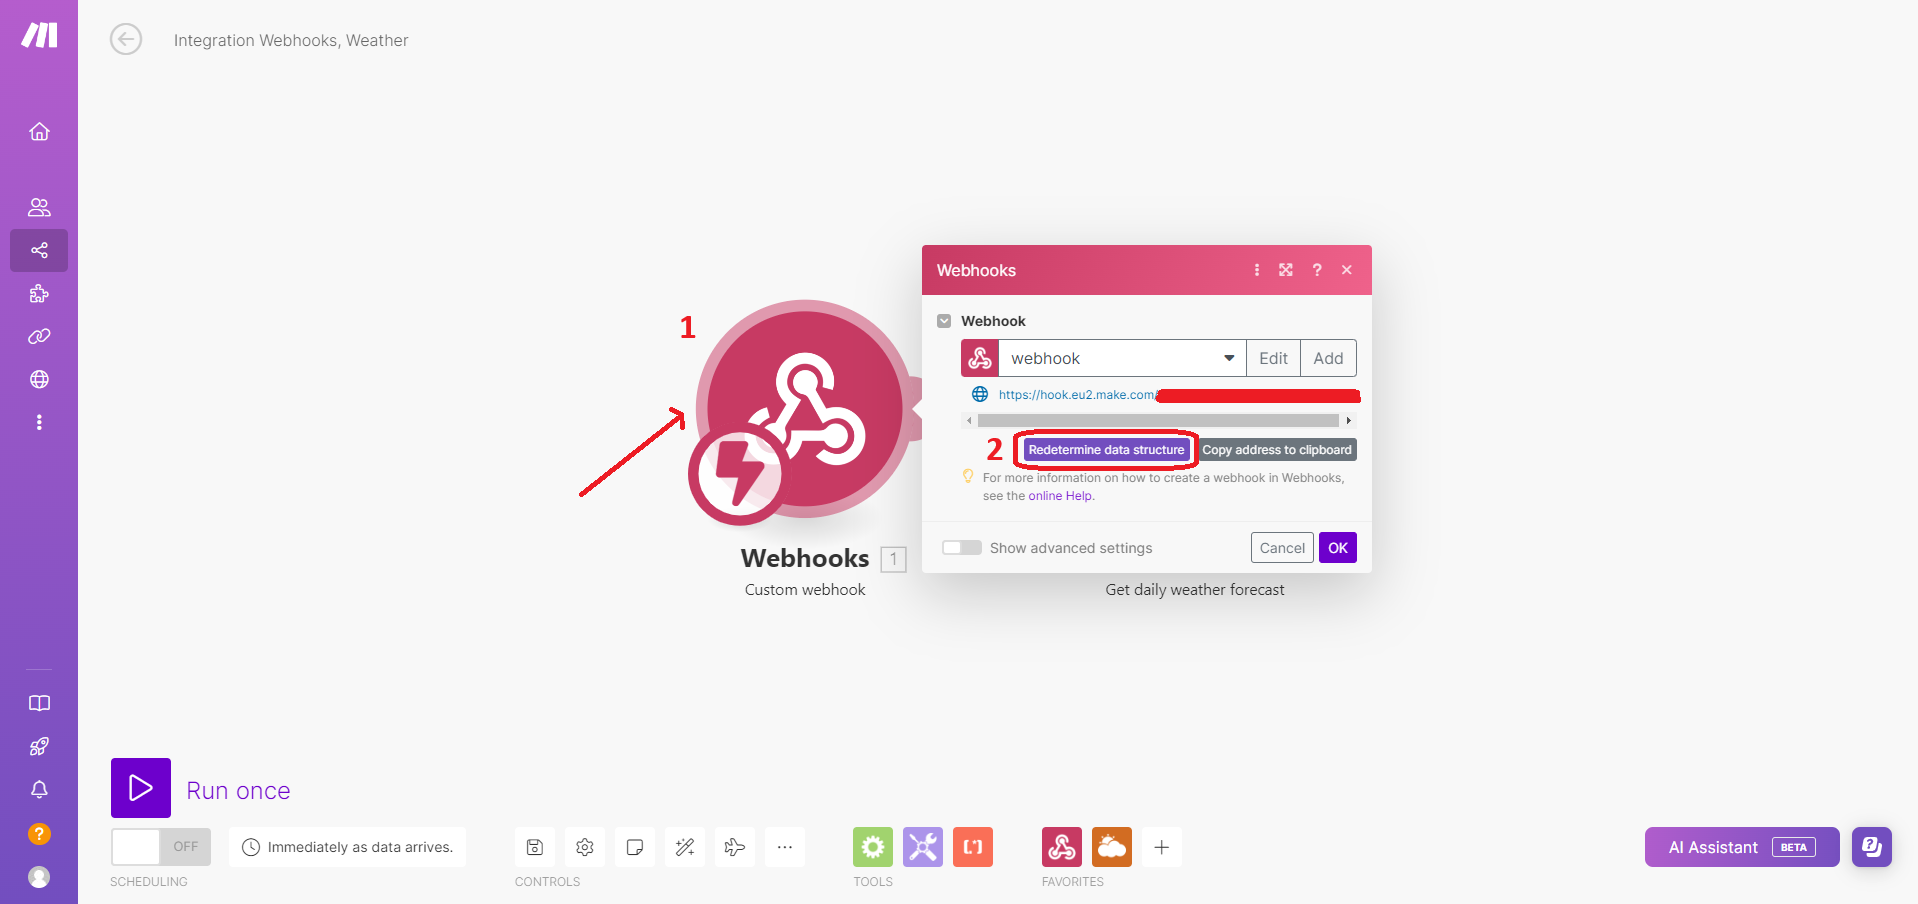 Integration Webhooks, Weather
Webhooks
?
1
Webhook
webhook
Edit
Add
https://hook.eu2.make.com/
2
Redetermine data structure
Copy address to clipboard
For more information on how to create a webhook in Webhooks,
see the online Help.
Show advanced settings
Cancel
OK
Webhooks
1
Custom webhook
Get daily weather forecast
Run once
OFF
Immediately as data arrives.
SCHEDULING
CONTROLS
TOOLS
FAVORITES
[*]
AI Assistant
BETA
?
?